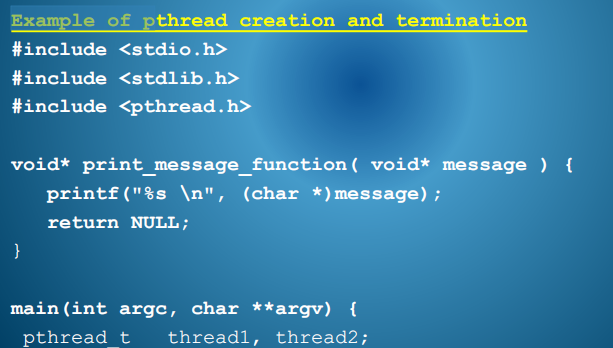 Example of pthread creation and termination
#include <stdio.h>
#include <stdlib.h>
#include <pthread.h>
void* print_message_function( void* message ) {
printf("%s \n", (char *)message);
return NULL;
}
main(int argc, char **argv) {
pthread_t thread1, thread2;